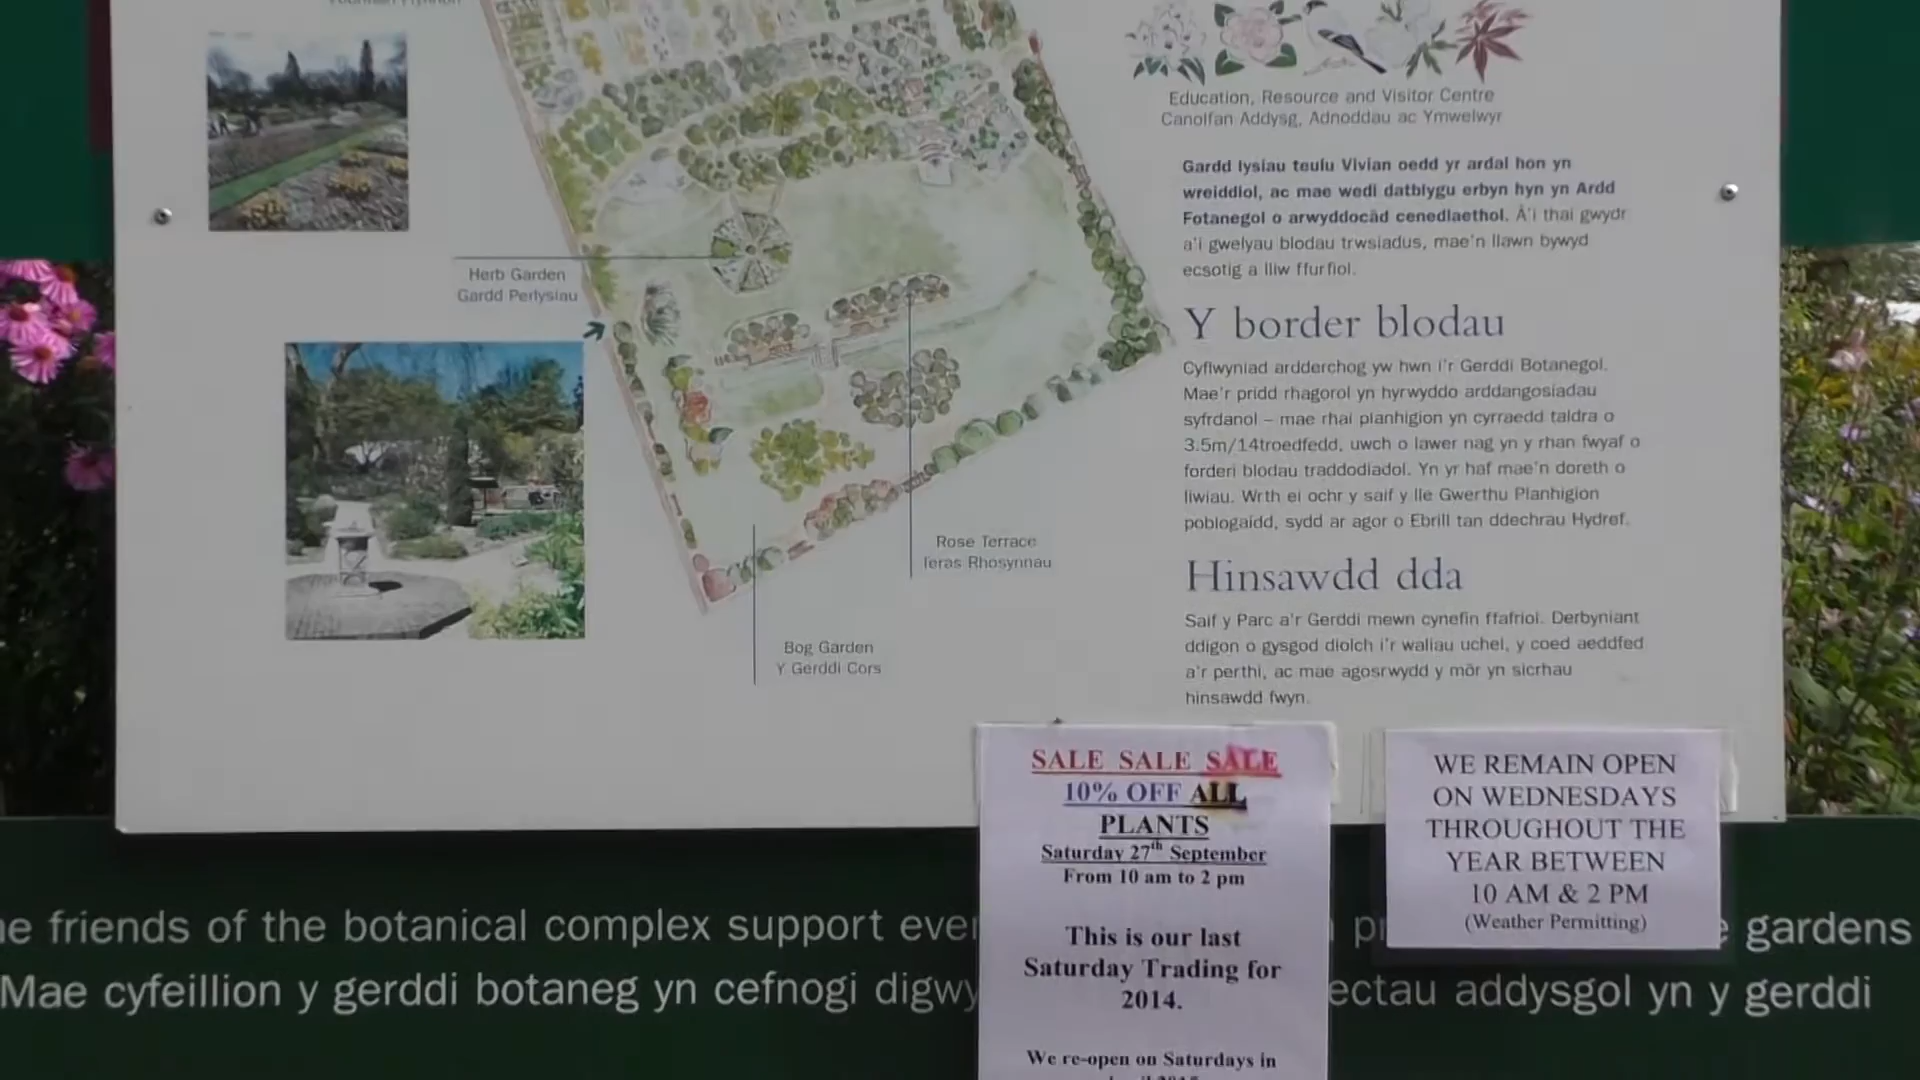 Education, Resource and Visitor Centre
Canolfan Addysg, Adnoddau ac Ymwelwyr
Herb Garden
Gardd Perlysiau
Rose Terrace
Teras Rhosynnau
Bog Garden
Y Gerddi Cors
Gardd lysiau teulu Vivian oedd yr ardal hon yn
wreiddiol, ac mae wedi datblygu erbyn hyn yn Ardd
Fotanegol o arwyddocâd cenedlaethol. Â'i thai gwydr
a'i gwelyau blodau trwsiadus, mae'n llawn bywyd
ecsotig a lliw ffurfiol.
Y border blodau
Cyflwyniad ardderchog yw hwn i'r Gerddi Botanegol.
Mae'r pridd rhagorol yn hyrwyddo arddangosiadau
syfrdanol – mae rhai planhigion yn cyrraedd taldra o
3.5m/14troedfedd, uwch o lawer nag yn y rhan fwyaf o
forderi blodau traddodiadol. Yn yr haf mae'n doreth o
liwiau. Wrth ei ochr y saif y lle Gwerthu Planhigion
poblogaidd, sydd ar agor o Ebrill tan ddechrau Hydref.
Hinsawdd dda
Saif y Parc a'r Gerddi mewn cynefin ffafriol. Derbyniant
ddigon o gysgod diolch i'r waliau uchel, y coed aeddfed
a'r perthi, ac mae agosrwydd y môr yn sicrhau
hinsawdd fwyn.
SALE SALE SALE
10% OFF ALL
PLANTS
Saturday 27th September
From 10 am to 2 pm
This is our last
Saturday Trading for
2014.
We re-open on Saturdays in
WE REMAIN OPEN
ON WEDNESDAYS
THROUGHOUT THE
YEAR BETWEEN
10 AM & 2 PM
(Weather Permitting)
friends of the botanical complex support gardens
Mae cyfeillion y gerddi botaneg yn cefnogi addysgol yn y gerddi